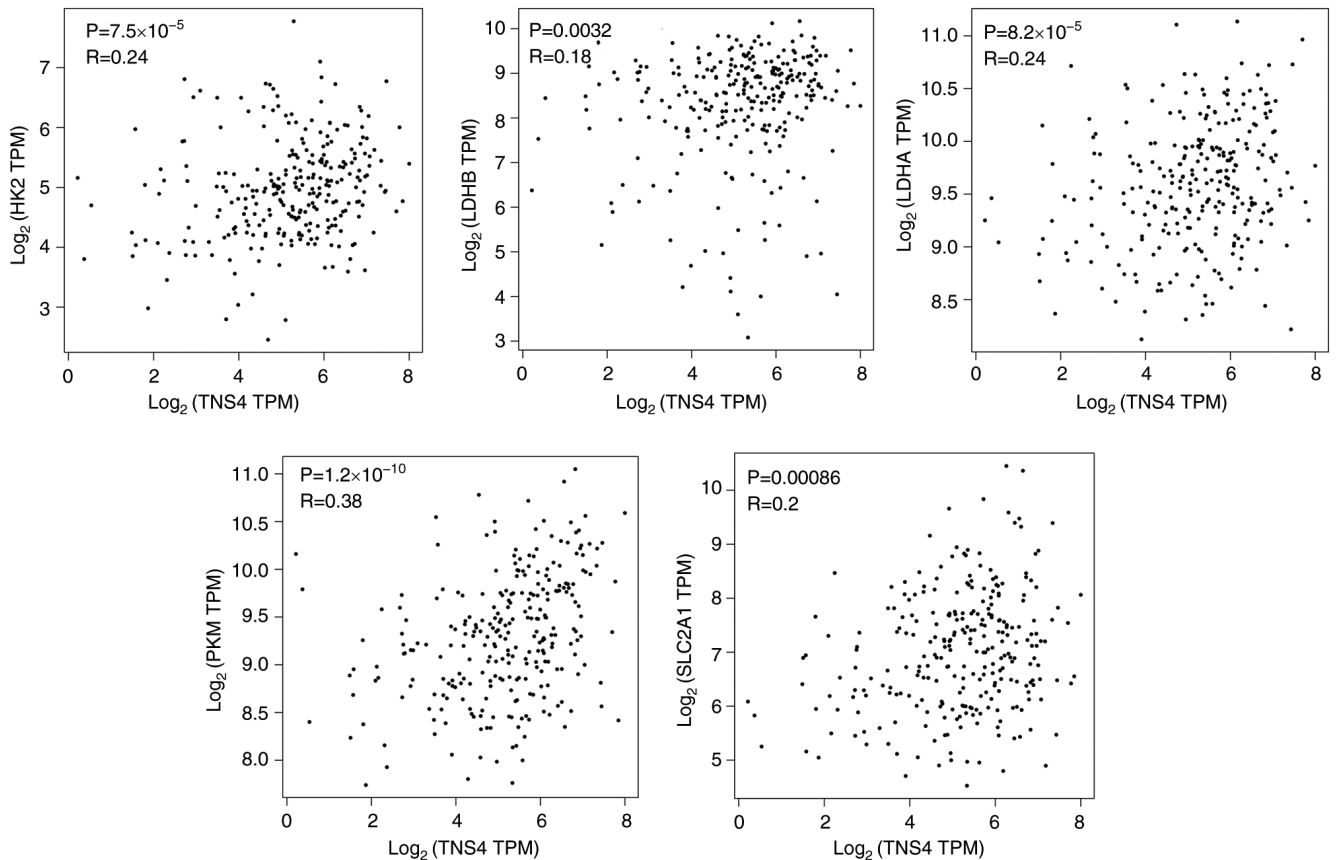 P=7.5×10⁻⁵
R=0.24
7
6
5
4
3
Log₂ (HK2 TPM)
0 2 4 6 8
Log₂ (TNS4 TPM)
P=0.0032
R=0.18
10
9
8
7
6
5
4
3
Log₂ (LDHB TPM)
0 2 4 6 8
Log₂ (TNS4 TPM)
P=8.2×10⁻⁵
R=0.24
11.0
10.5
10.0
9.5
9.0
8.5
Log₂ (LDHA TPM)
0 2 4 6 8
Log₂ (TNS4 TPM)
P=1.2×10⁻¹⁰
R=0.38
11.0
10.5
10.0
9.5
9.0
8.5
8.0
Log₂ (PKM TPM)
0 2 4 6 8
Log₂ (TNS4 TPM)
P=0.00086
R=0.2
10
9
8
7
6
5
Log₂ (SLC2A1 TPM)
0 2 4 6 8
Log₂ (TNS4 TPM)